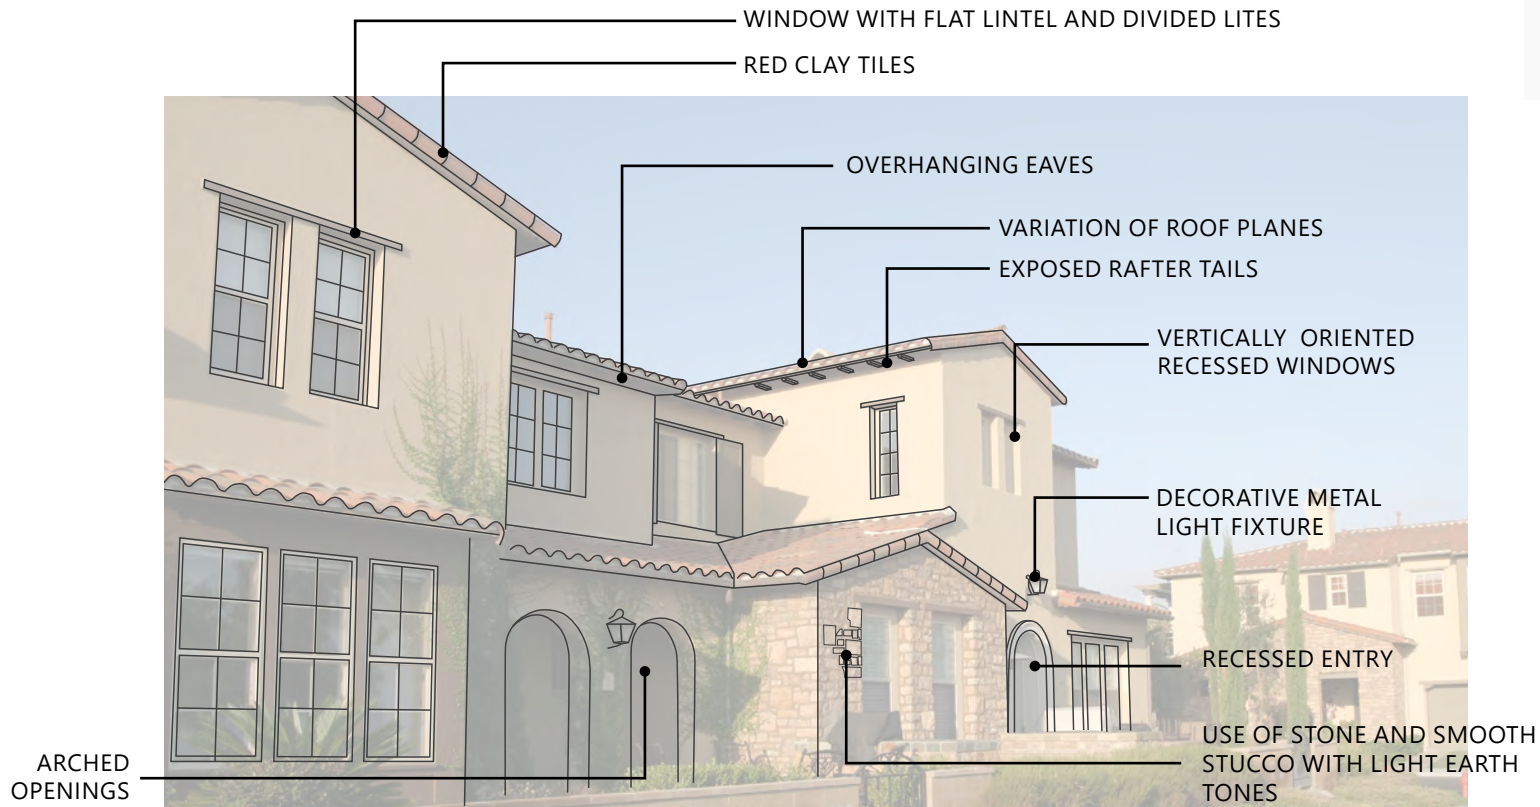 WINDOW WITH FLAT LINTEL AND DIVIDED LITES
RED CLAY TILES
OVERHANGING EAVES
VARIATION OF ROOF PLANES
EXPOSED RAFTER TAILS
VERTICALLY ORIENTED
RECESSED WINDOWS
DECORATIVE METAL
LIGHT FIXTURE
RECESSED ENTRY
USE OF STONE AND SMOOTH
STUCCO WITH LIGHT EARTH
TONES
ARCHED
OPENINGS